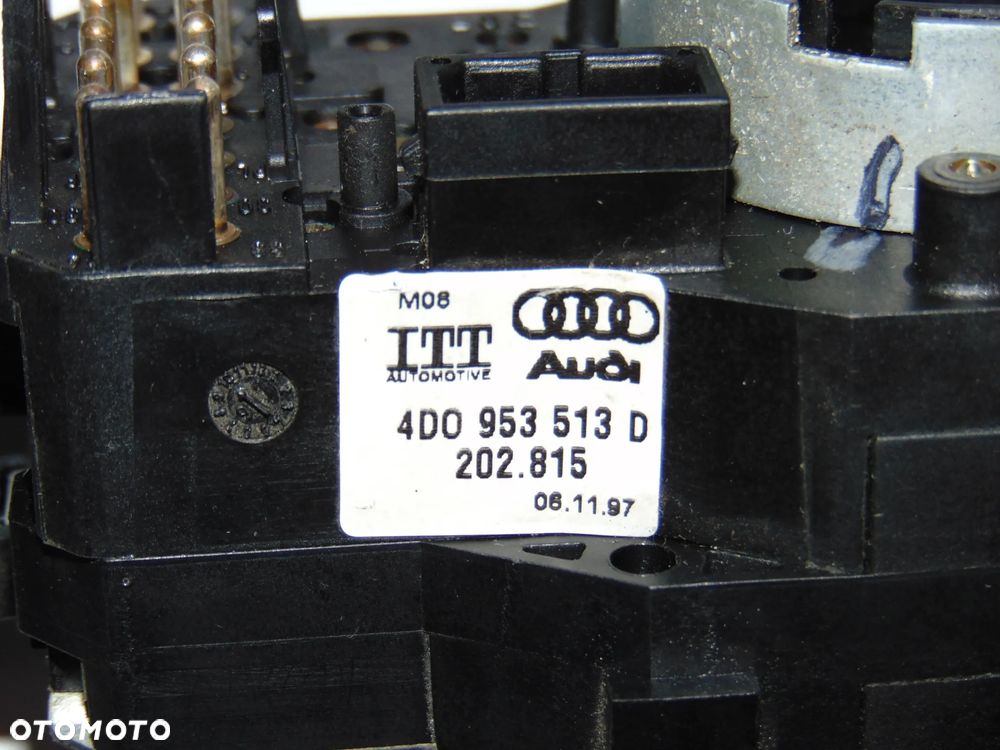 M08
ITT
AUTOMOTIVE
Audi
4D0 953 513 D
202.815
06.11.97
OTOMOTO